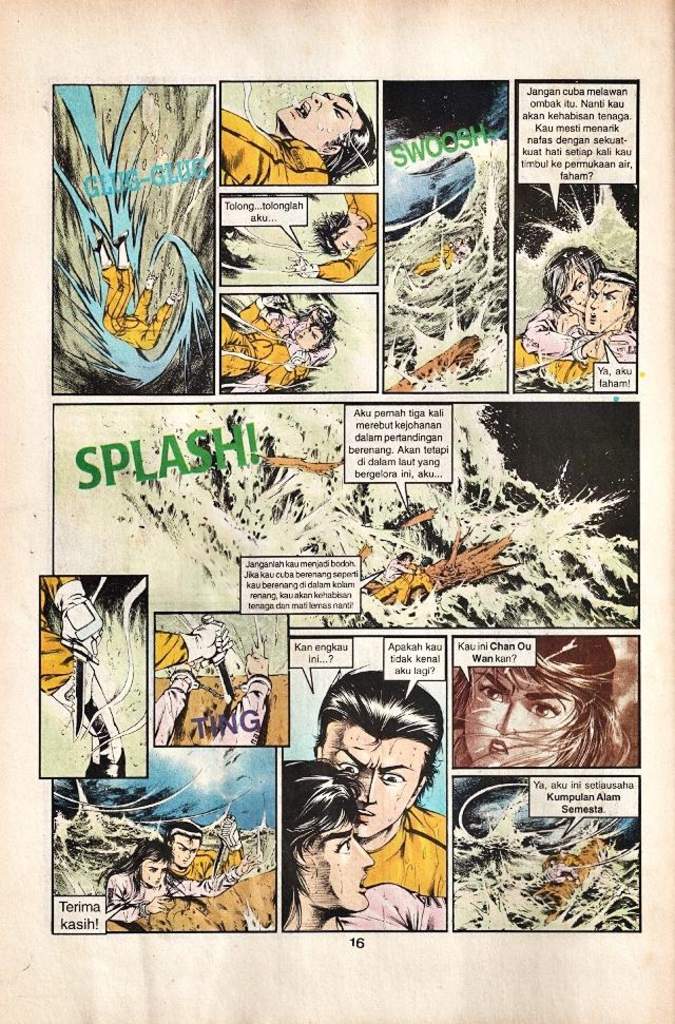 GLUG-GLUG
Tolong...tolonglah
aku...
SWOOSH
Jangan cuba melawan
ombak itu. Nanti kau
akan kehabisan tenaga.
Kau mesti menarik
nafas dengan sekuat-
kuat hati setiap kali kau
timbul ke permukaan air,
faham?
Ya, aku
faham!
SPLASH!
Aku pernah tiga kali
merebut kejohanan
dalam pertandingan
berenang. Akan tetapi
di dalam laut yang
bergelora ini, aku...
Janganlah kau menjadi bodoh.
Jika kau cuba berenang seperti
kau berenang di dalam kolam
renang, kau akan kehabisan
tenaga dan mati lemas nanti!
TING
Terima
kasih!
Kan engkau
ini...?
Apakah kau
tidak kenal
aku lagi?
Kau ini Chan Ou
Wan kan?
Ya, aku ini setiausaha
Kumpulan Alam
Semesta.
16